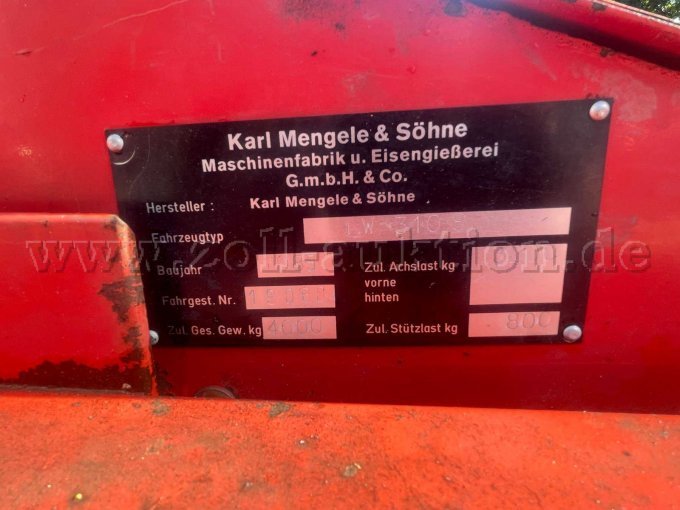 Karl Mengele & Söhne
Maschinenfabrik u. Eisengießerei
G.m.b.H. & Co.
Hersteller : Karl Mengele & Söhne
Fahrzeugtyp
Baujahr
Zul. Achslast kg
vorne
hinten
Fahrgest. Nr.
Zul. Ges. Gew. kg 4000
Zul. Stützlast kg 800
www.zoll-auktion.de